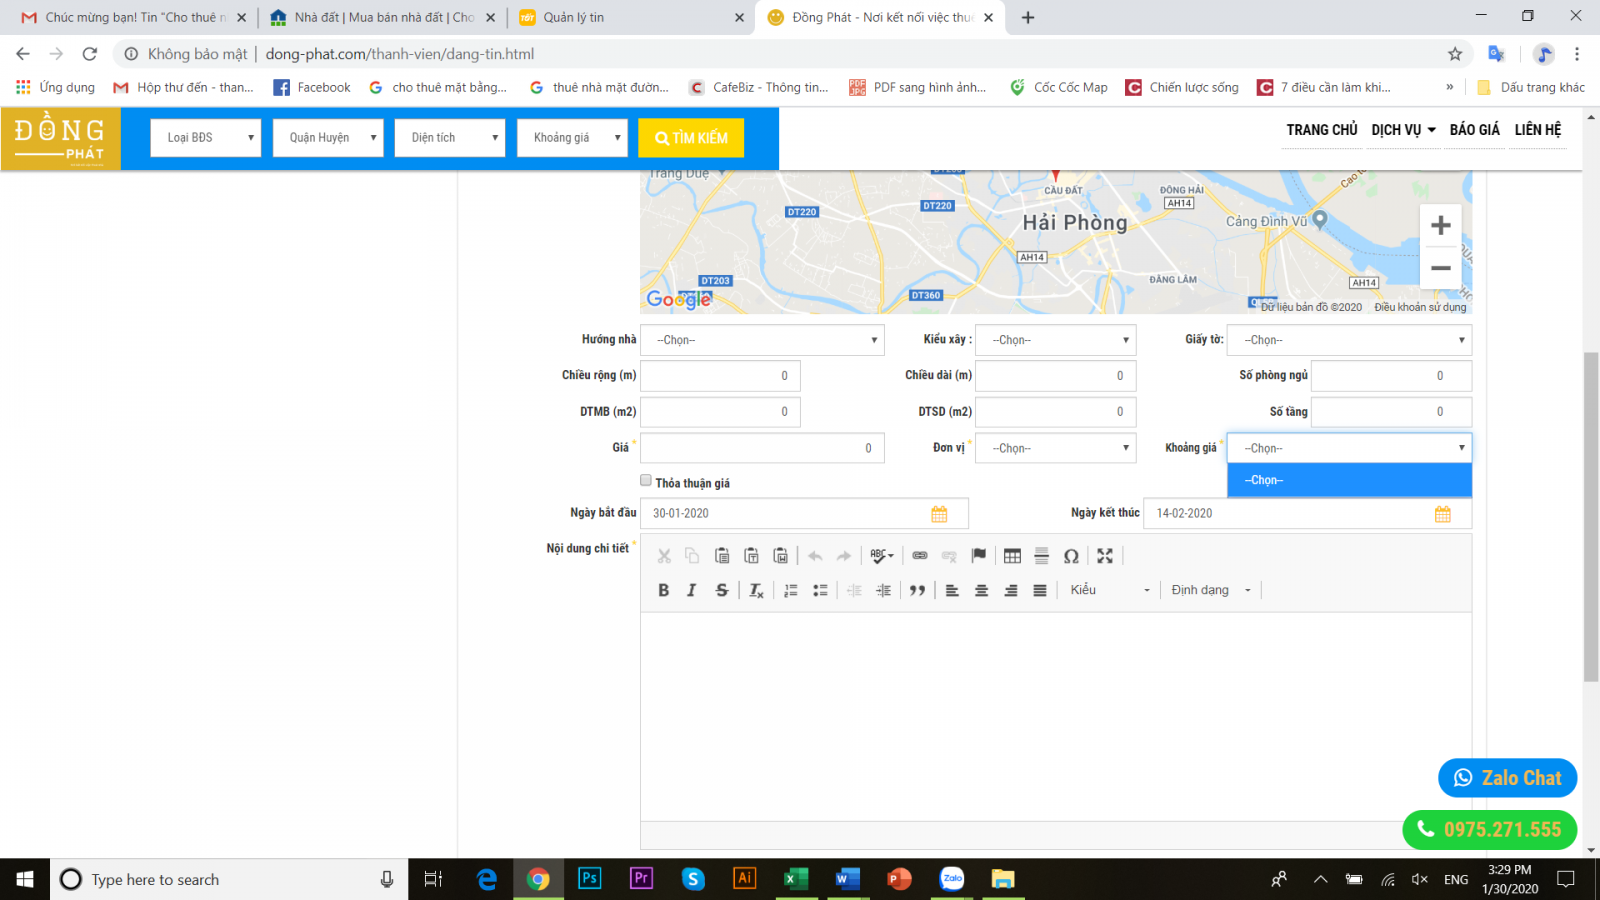 Chúc mừng bạn! Tin "Cho thuê n
Nhà đất | Mua bán nhà đất | Cho
TỐT
Quản lý tin
Đồng Phát - Nơi kết nối việc thuê
Không bảo mật | dong-phat.com/thanh-vien/dang-tin.html
Ứng dụng
Hộp thư đến - than...
Facebook
cho thuê mặt bằng...
thuê nhà mặt đườn...
CafeBiz - Thông tin...
PDF sang hình ảnh...
Cốc Cốc Map
Chiến lược sống
7 điều cần làm khi...
»
Dấu trang khác
ĐỒNG
PHÁT
Loại BĐS
Quận Huyện
Diện tích
Khoảng giá
TÌM KIẾM
TRANG CHỦ
DỊCH VỤ
BÁO GIÁ
LIÊN HỆ
Tràng Duệ
CẦU ĐẤT
ĐÔNG HẢI
DT220
DT220
AH14
Hải Phòng
Cảng Đình Vũ
AH14
DT203
ĐẰNG LÂM
AH14
DT360
Google
Dữ liệu bản đồ ©2020
Điều khoản sử dụng
+
−
Hướng nhà
--Chọn--
Kiểu xây :
--Chọn--
Giấy tờ:
--Chọn--
Chiều rộng (m)
0
Chiều dài (m)
0
Số phòng ngủ
0
DTMB (m2)
0
DTSD (m2)
0
Số tầng
0
Giá *
0
Đơn vị *
--Chọn--
Khoảng giá *
--Chọn--
--Chọn--
Thỏa thuận giá
Ngày bắt đầu
30-01-2020
Ngày kết thúc
14-02-2020
Nội dung chi tiết *
ABC
Ω
B I S Tx
Kiểu
Định dạng
Zalo Chat
0975.271.555
Type here to search
Ps
Pr
S
Ai
Zalo
ENG
3:29 PM
1/30/2020